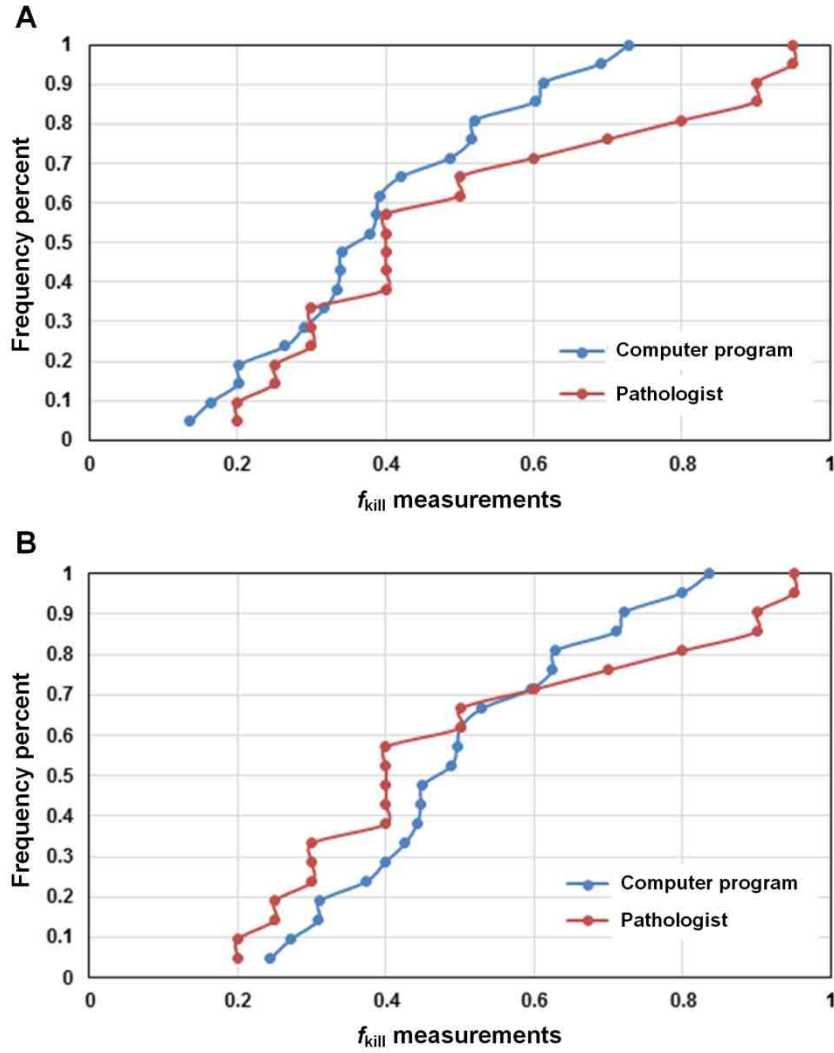 A
1
0.9
0.8
0.7
0.6
0.5
0.4
0.3
0.2
0.1
0
Frequency percent
Computer program
Pathologist
0 0.2 0.4 0.6 0.8 1
fkill measurements
B
1
0.9
0.8
0.7
0.6
0.5
0.4
0.3
0.2
0.1
0
Frequency percent
Computer program
Pathologist
0 0.2 0.4 0.6 0.8 1
fkill measurements